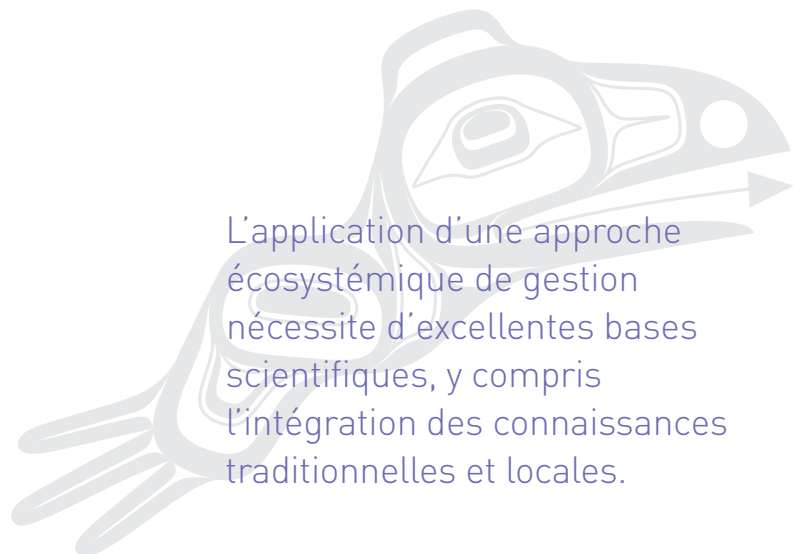 L’application d’une approche
écosystémique de gestion
nécessite d’excellentes bases
scientifiques, y compris
l’intégration des connaissances
traditionnelles et locales.